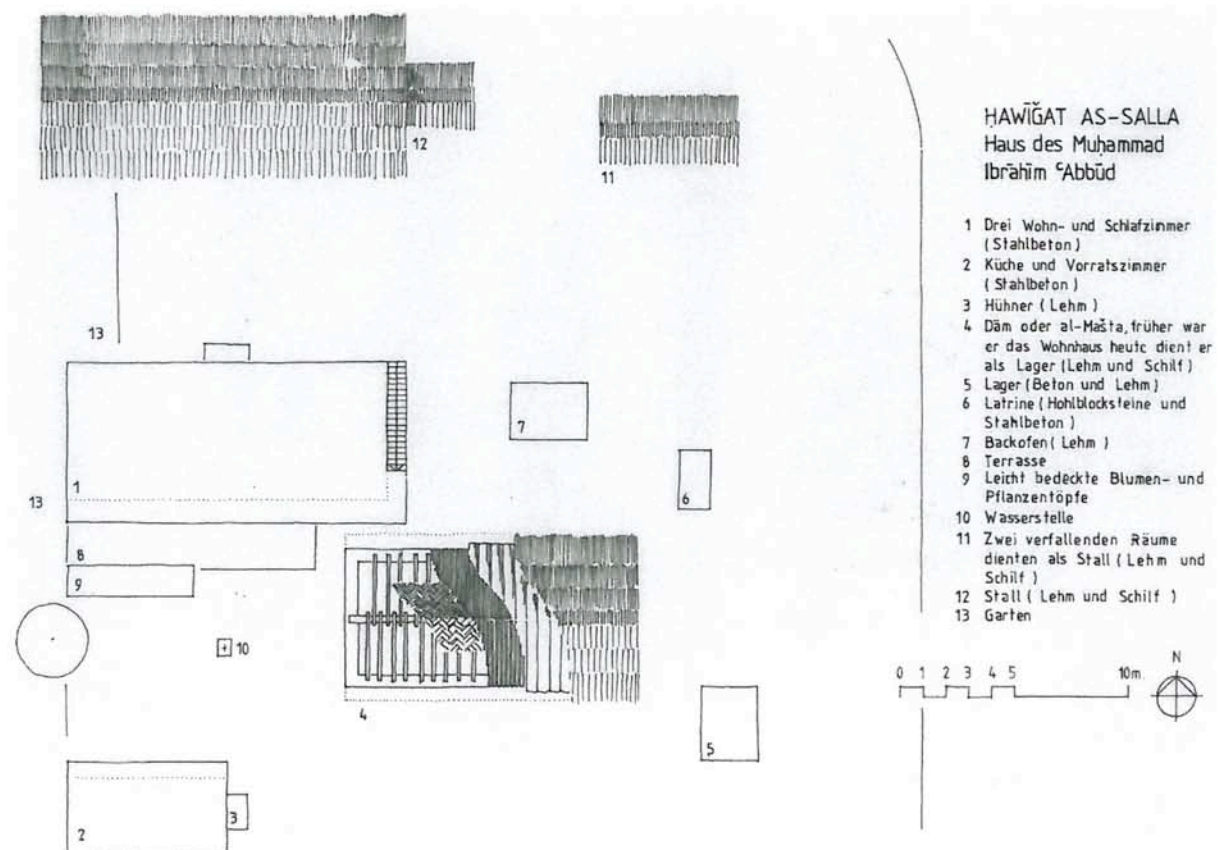 ḤAWĪǦAT AS-SALLA
Haus des Muḥammad
Ibrāhīm ʿAbbūd
1 Drei Wohn- und Schlafzimmer
(Stahlbeton)
2 Küche und Vorratszimmer
(Stahlbeton)
3 Hühner (Lehm)
4 Dām oder al-Mašta, früher war
er das Wohnhaus heute dient er
als Lager (Lehm und Schilf)
5 Lager (Beton und Lehm)
6 Latrine (Hohlblocksteine und
Stahlbeton)
7 Backofen (Lehm)
8 Terrasse
9 Leicht bedeckte Blumen- und
Pflanzentöpfe
10 Wasserstelle
11 Zwei verfallenden Räume
dienten als Stall (Lehm und
Schilf)
12 Stall (Lehm und Schilf)
13 Garten
0 1 2 3 4 5 10m.
N
12
11
13
7
1
13
6
8
9
10
4
5
3
2